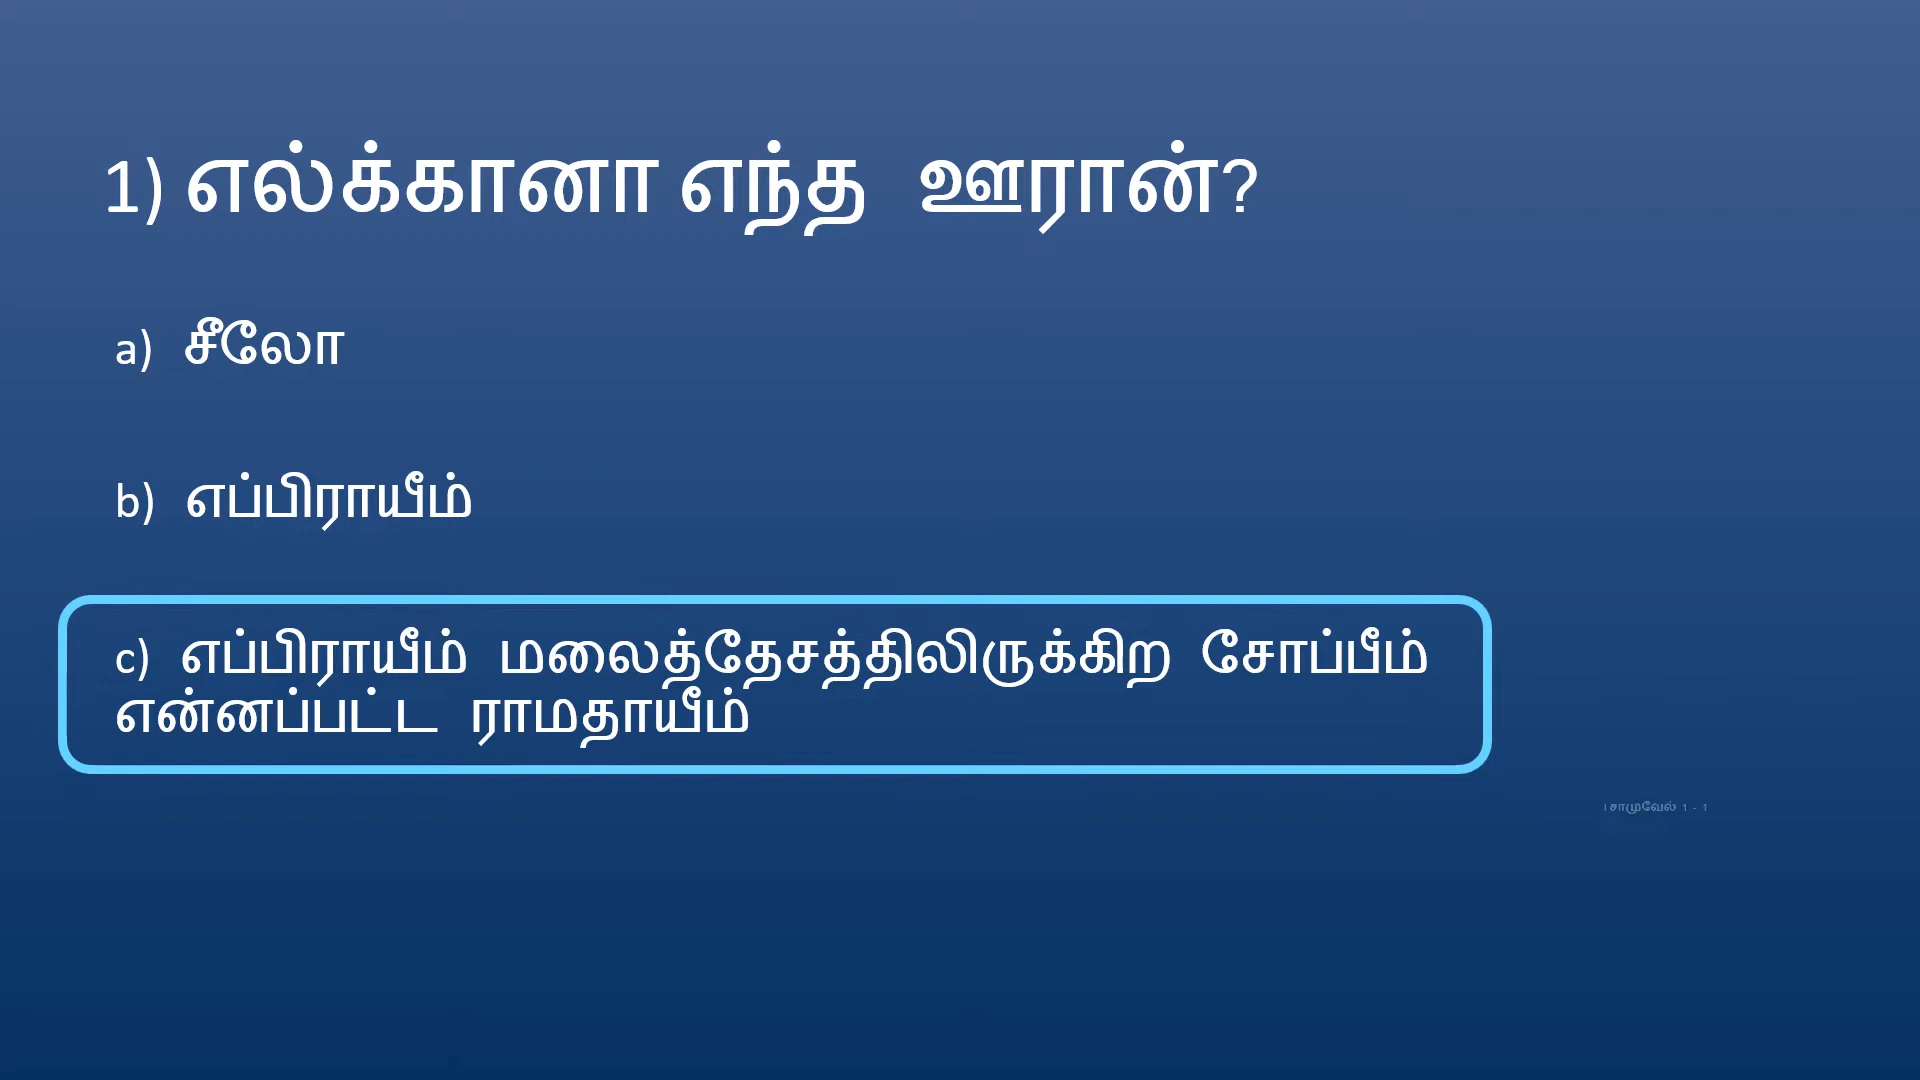 1) எல்க்கானா எந்த ஊரான்?
a) சீலோ
b) எப்பிராயீம்
c) எப்பிராயீம் மலைத்தேசத்திலிருக்கிற சோப்பீம்
என்னப்பட்ட ராமதாயீம்
I சாமுவேல் 1 - 1